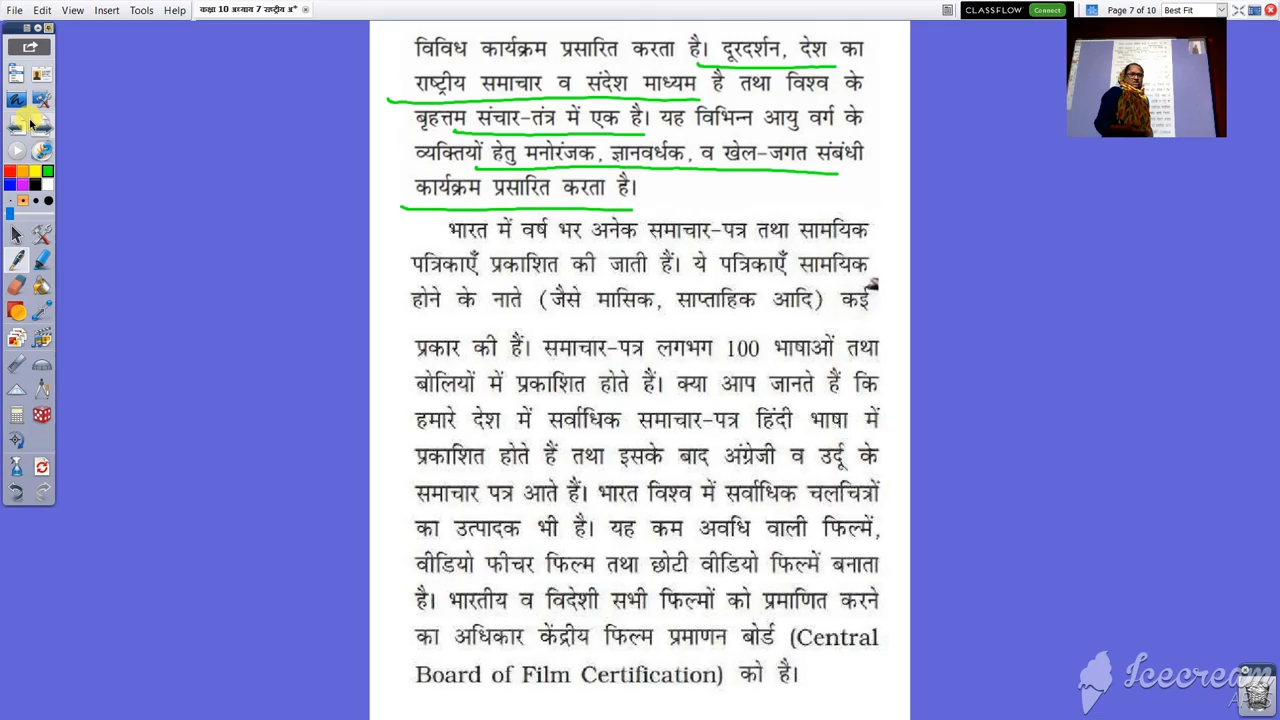 File Edit View Insert Tools Help कक्षा 10 अध्याय 7 राष्ट्रीय अ* CLASSFLOW Connect Page 7 of 10 Best Fit
विविध कार्यक्रम प्रसारित करता है। दूरदर्शन, देश का
राष्ट्रीय समाचार व संदेश माध्यम है तथा विश्व के
बृहत्तम संचार-तंत्र में एक है। यह विभिन्न आयु वर्ग के
व्यक्तियों हेतु मनोरंजक, ज्ञानवर्धक, व खेल-जगत संबंधी
कार्यक्रम प्रसारित करता है।
भारत में वर्ष भर अनेक समाचार-पत्र तथा सामयिक
पत्रिकाएँ प्रकाशित की जाती हैं। ये पत्रिकाएँ सामयिक
होने के नाते (जैसे मासिक, साप्ताहिक आदि) कई
प्रकार की हैं। समाचार-पत्र लगभग 100 भाषाओं तथा
बोलियों में प्रकाशित होते हैं। क्या आप जानते हैं कि
हमारे देश में सर्वाधिक समाचार-पत्र हिंदी भाषा में
प्रकाशित होते हैं तथा इसके बाद अंग्रेजी व उर्दू के
समाचार पत्र आते हैं। भारत विश्व में सर्वाधिक चलचित्रों
का उत्पादक भी है। यह कम अवधि वाली फिल्में,
वीडियो फीचर फिल्म तथा छोटी वीडियो फिल्में बनाता
है। भारतीय व विदेशी सभी फिल्मों को प्रमाणित करने
का अधिकार केंद्रीय फिल्म प्रमाणन बोर्ड (Central
Board of Film Certification) को है।
Icecream